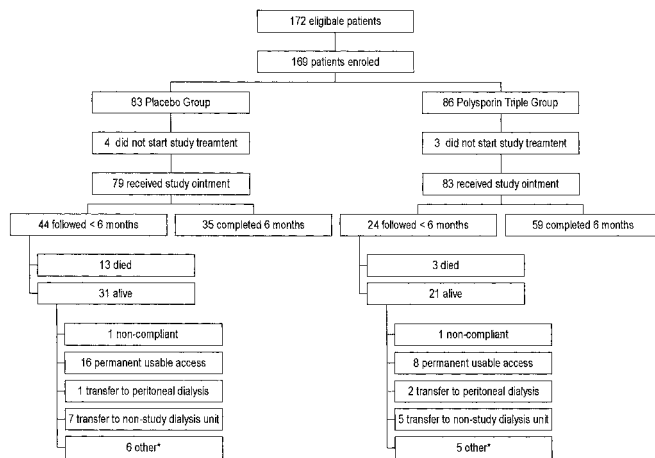 172 eligibale patients
169 patients enroled
83 Placebo Group
86 Polysporin Triple Group
4 did not start study treamtent
3 did not start study treamtent
79 received study ointment
83 received study ointment
44 followed < 6 months
35 completed 6 months
24 followed < 6 months
59 completed 6 months
13 died
3 died
31 alive
21 alive
1 non-compliant
1 non-compliant
16 permanent usable access
8 permanent usable access
1 transfer to peritoneal dialysis
2 transfer to peritoneal dialysis
7 transfer to non-study dialysis unit
5 transfer to non-study dialysis unit
6 other*
5 other*